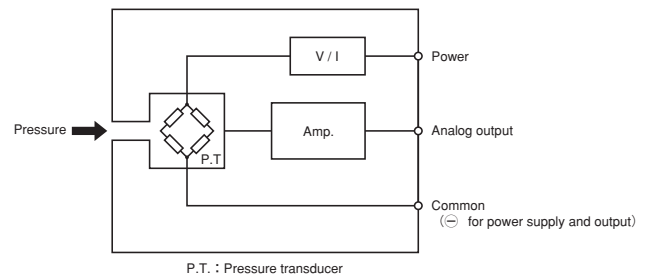 V / I
Power
Pressure
Amp.
Analog output
P.T
Common
(⊖ for power supply and output)
P.T. : Pressure transducer